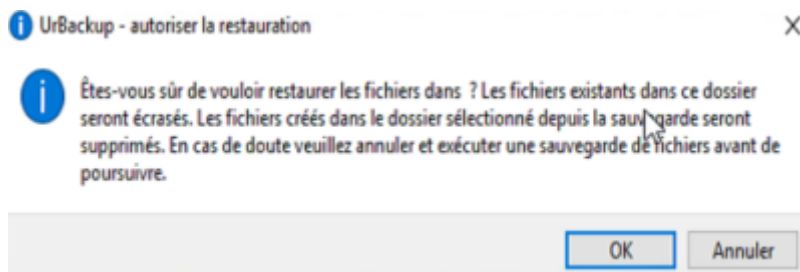 UrBackup - autoriser la restauration
Êtes-vous sûr de vouloir restaurer les fichiers dans ? Les fichiers existants dans ce dossier
seront écrasés. Les fichiers créés dans le dossier sélectionné depuis la sauvegarde seront
supprimés. En cas de doute veuillez annuler et exécuter une sauvegarde de fichiers avant de
poursuivre.
OK Annuler